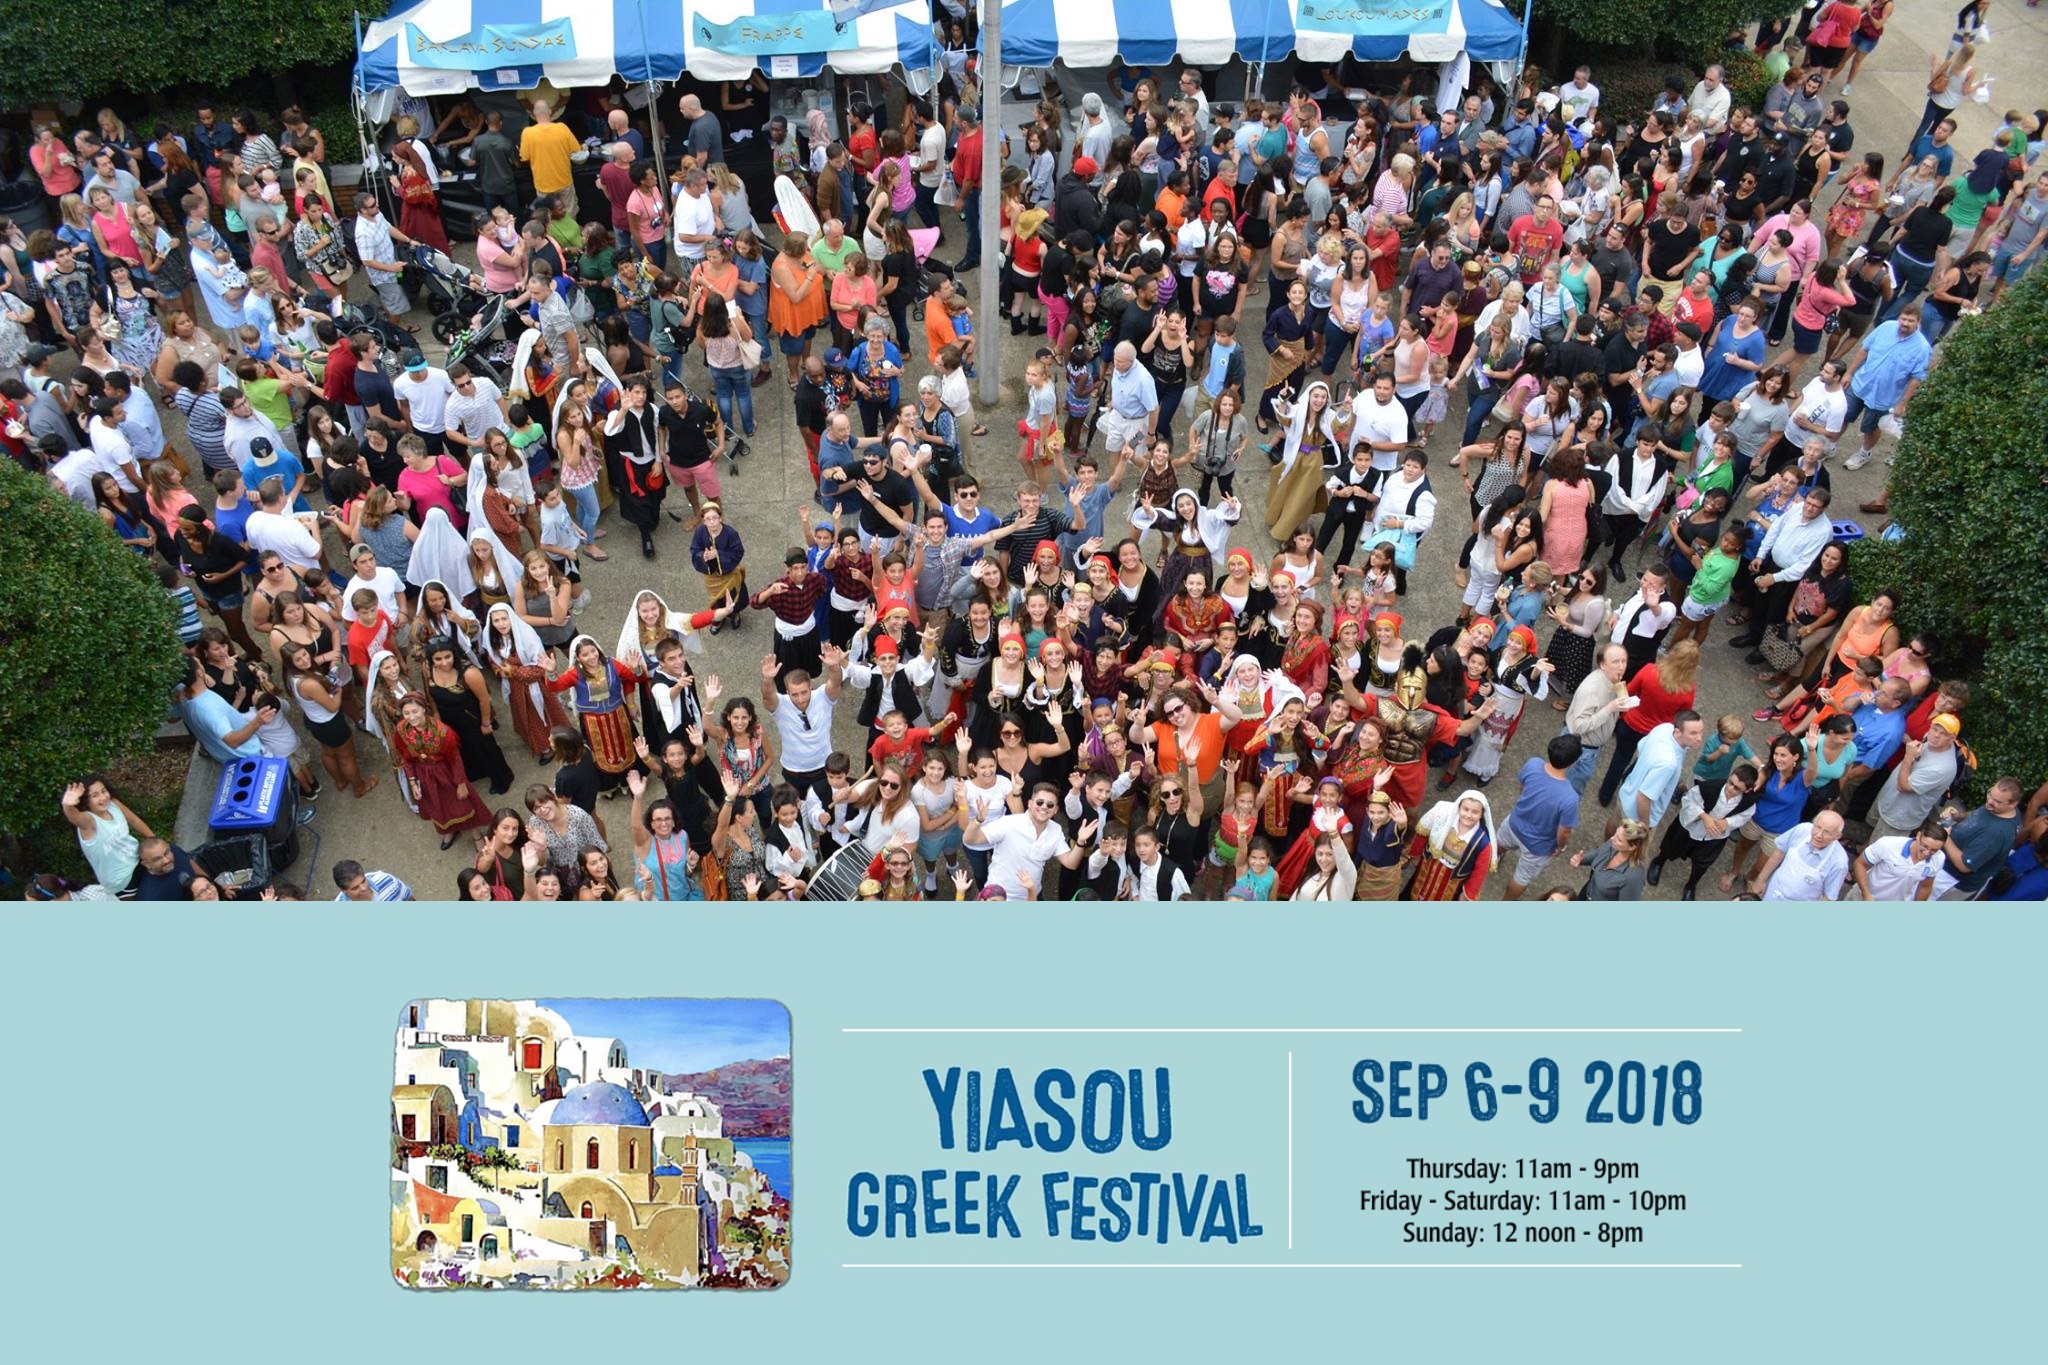 BAKLAVA SUNDAE
FRAPPE
LOUKOUMADES
YIASOU
GREEK FESTIVAL
SEP 6-9 2018
Thursday: 11am - 9pm
Friday - Saturday: 11am - 10pm
Sunday: 12 noon - 8pm